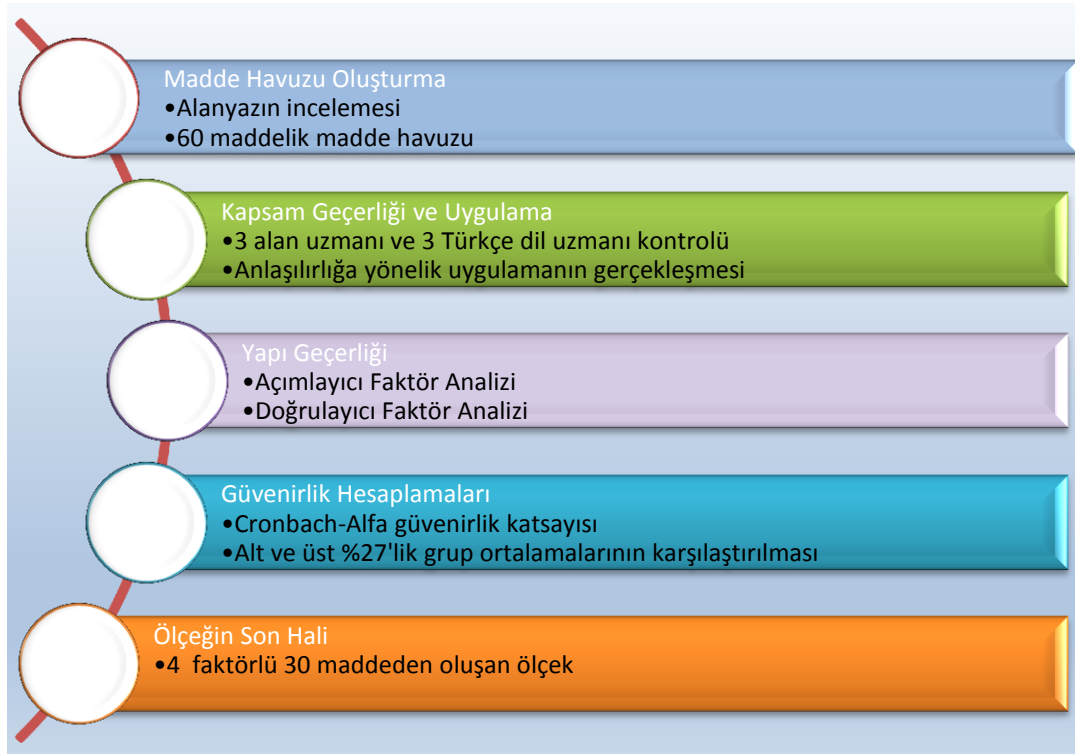 Madde Havuzu Oluşturma
•Alanyazın incelemesi
•60 maddelik madde havuzu
Kapsam Geçerliği ve Uygulama
•3 alan uzmanı ve 3 Türkçe dil uzmanı kontrolü
•Anlaşılırlığa yönelik uygulamanın gerçekleşmesi
Yapı Geçerliği
•Açımlayıcı Faktör Analizi
•Doğrulayıcı Faktör Analizi
Güvenirlik Hesaplamaları
•Cronbach-Alfa güvenirlik katsayısı
•Alt ve üst %27'lik grup ortalamalarının karşılaştırılması
Ölçeğin Son Hali
•4 faktörlü 30 maddeden oluşan ölçek